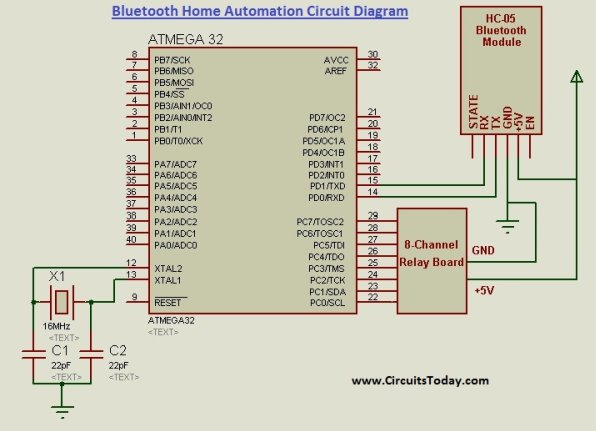 Bluetooth Home Automation Circuit Diagram
HC-05
Bluetooth
Module
STATE
RX
TX
GND
+5V
EN
ATMEGA 32
8 PB7/SCK
7 PB6/MISO
6 PB5/MOSI
5 PB4/SS
4 PB3/AIN1/OC0
3 PB2/AIN0/INT2
2 PB1/T1
1 PB0/T0/XCK
33 PA7/ADC7
34 PA6/ADC6
35 PA5/ADC5
36 PA4/ADC4
37 PA3/ADC3
38 PA2/ADC2
39 PA1/ADC1
40 PA0/ADC0
12 XTAL2
13 XTAL1
9 RESET
AVCC 30
AREF 32
PD7/OC2 21
PD6/ICP1 20
PD5/OC1A 19
PD4/OC1B 18
PD3/INT1 17
PD2/INT0 16
PD1/TXD 15
PD0/RXD 14
PC7/TOSC2 29
PC6/TOSC1 28
PC5/TDI 27
PC4/TDO 26
PC3/TMS 25
PC2/TCK 24
PC1/SDA 23
PC0/SCL 22
ATMEGA32
<TEXT>
8-Channel
Relay Board
GND
+5V
X1
16MHz
<TEXT>
C1
22pF
<TEXT>
C2
22pF
<TEXT>
www.CircuitsToday.com